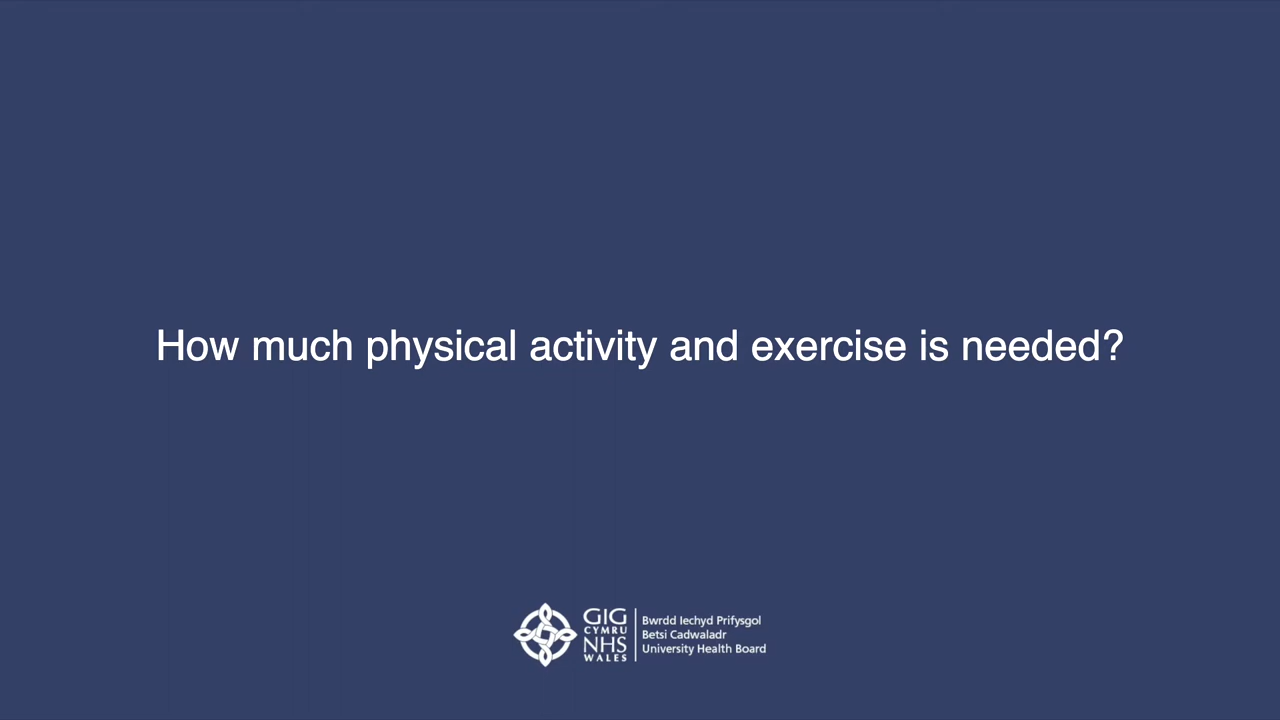 How much physical activity and exercise is needed?
GIG
CYMRU
NHS
WALES
Bwrdd Iechyd Prifysgol
Betsi Cadwaladr
University Health Board